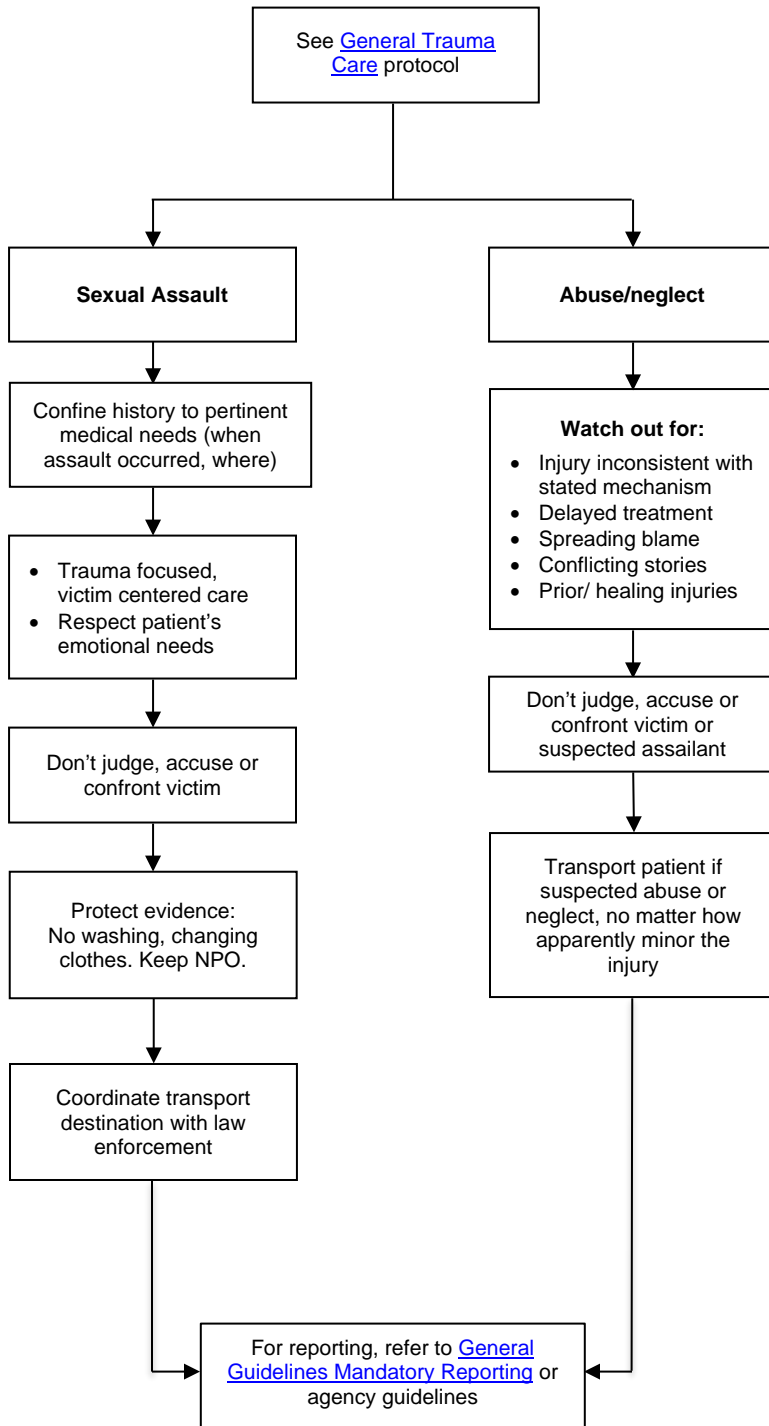 See General Trauma
Care protocol
Sexual Assault
Confine history to pertinent
medical needs (when
assault occurred, where)
• Trauma focused,
victim centered care
• Respect patient’s
emotional needs
Don’t judge, accuse or
confront victim
Protect evidence:
No washing, changing
clothes. Keep NPO.
Coordinate transport
destination with law
enforcement
Abuse/neglect
Watch out for:
• Injury inconsistent with
stated mechanism
• Delayed treatment
• Spreading blame
• Conflicting stories
• Prior/ healing injuries
Don’t judge, accuse or
confront victim or
suspected assailant
Transport patient if
suspected abuse or
neglect, no matter how
apparently minor the
injury
For reporting, refer to General
Guidelines Mandatory Reporting or
agency guidelines